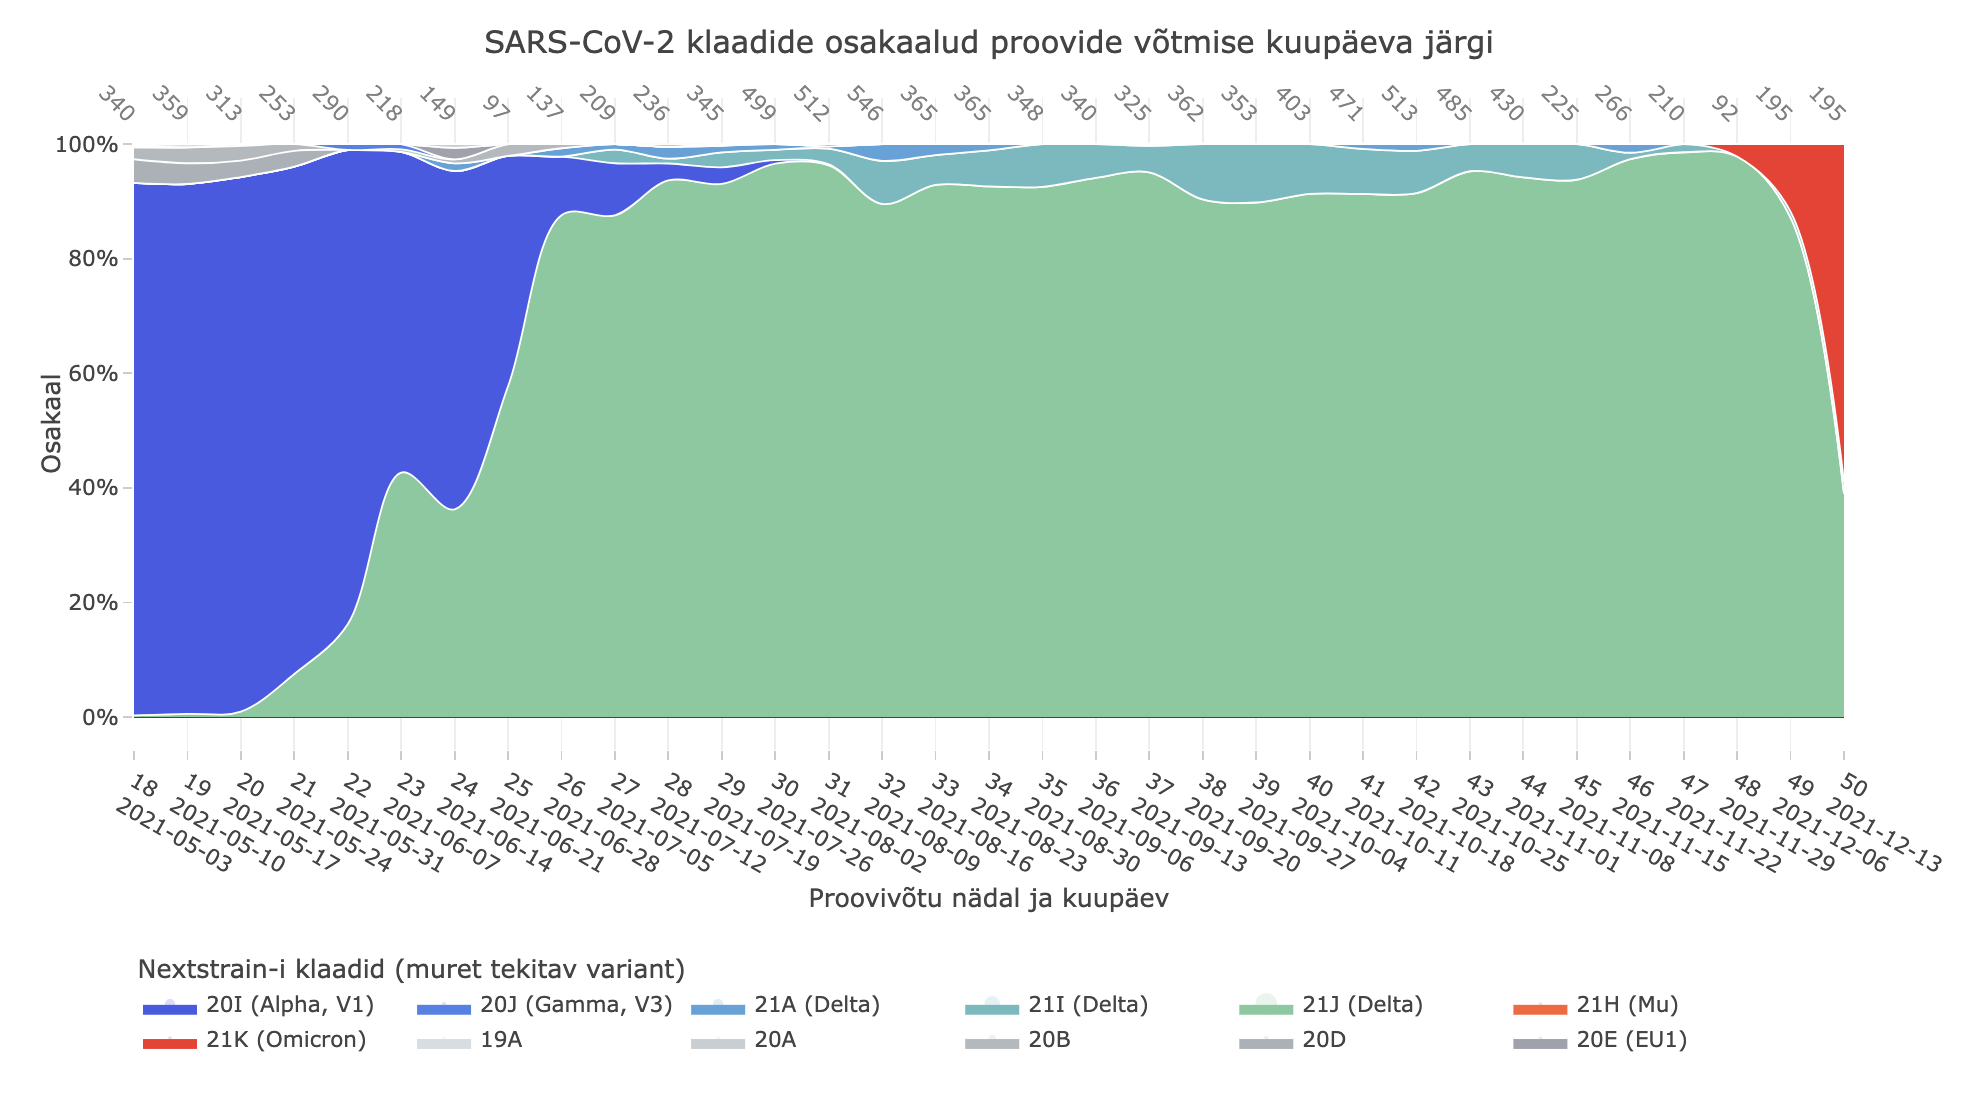 SARS-CoV-2 klaadide osakaalud proovide võtmise kuupäeva järgi
340 359 313 253 290 218 149 97 137 209 236 345 499 512 546 365 365 348 340 325 362 353 403 471 513 485 430 225 266 210 92 195 195
100%
80%
60%
40%
20%
0%
Osakaal
18 19 20 21 22 23 24 25 26 27 28 29 30 31 32 33 34 35 36 37 38 39 40 41 42 43 44 45 46 47 48 49 50
2021-05-03 2021-05-10 2021-05-17 2021-05-24 2021-05-31 2021-06-07 2021-06-14 2021-06-21 2021-06-28 2021-07-05 2021-07-12 2021-07-19 2021-07-26 2021-08-02 2021-08-09 2021-08-16 2021-08-23 2021-08-30 2021-09-06 2021-09-13 2021-09-20 2021-09-27 2021-10-04 2021-10-11 2021-10-18 2021-10-25 2021-11-01 2021-11-08 2021-11-15 2021-11-22 2021-11-29 2021-12-06 2021-12-13
Proovivõtu nädal ja kuupäev
Nextstrain-i klaadid (muret tekitav variant)
20I (Alpha, V1) 20J (Gamma, V3) 21A (Delta) 21I (Delta) 21J (Delta) 21H (Mu)
21K (Omicron) 19A 20A 20B 20D 20E (EU1)